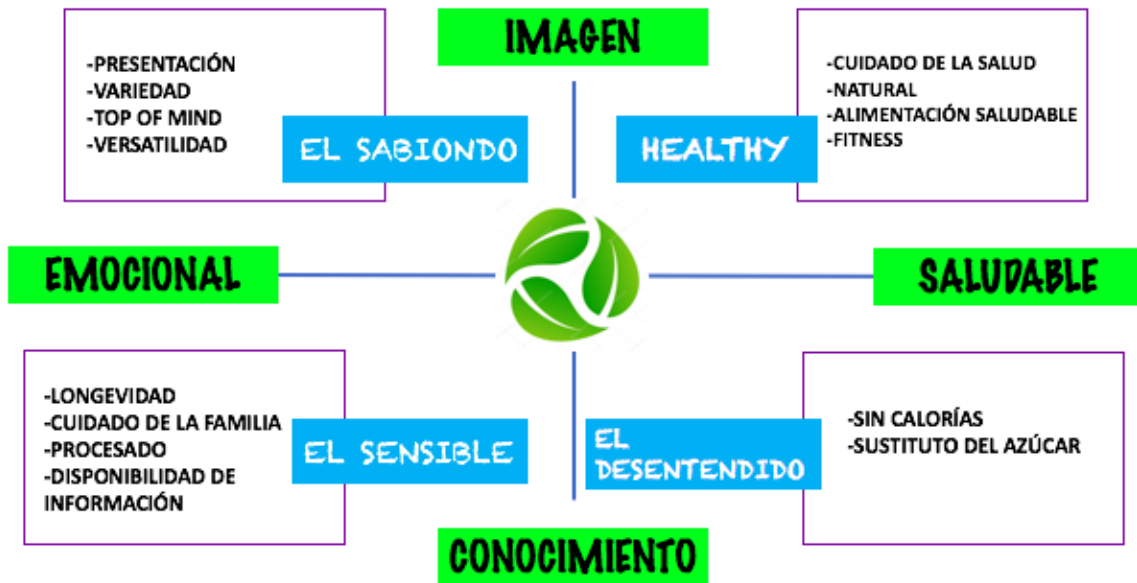 IMAGEN
-PRESENTACIÓN
-VARIEDAD
-TOP OF MIND
-VERSATILIDAD
EL SABIONDO
HEALTHY
-CUIDADO DE LA SALUD
-NATURAL
-ALIMENTACIÓN SALUDABLE
-FITNESS
EMOCIONAL
SALUDABLE
-LONGEVIDAD
-CUIDADO DE LA FAMILIA
-PROCESADO
-DISPONIBILIDAD DE
INFORMACIÓN
EL SENSIBLE
EL
DESENTENDIDO
-SIN CALORÍAS
-SUSTITUTO DEL AZÚCAR
CONOCIMIENTO